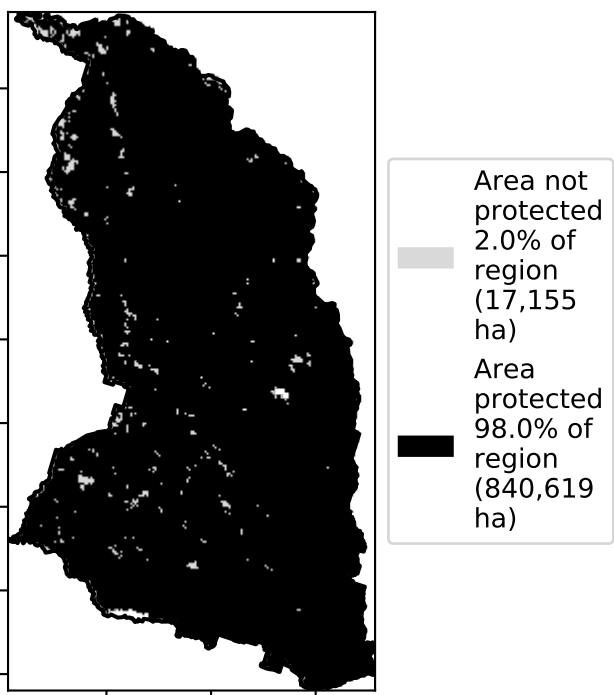 Area not
protected
2.0% of
region
(17,155
ha)
Area
protected
98.0% of
region
(840,619
ha)